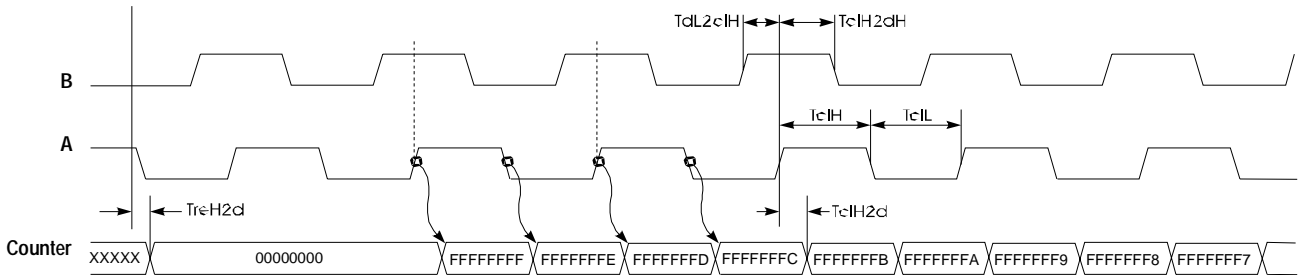 TdL2clH TclH2dH
B
TclH TclL
A
TreH2d TclH2d
Counter XXXXX 00000000 FFFFFFFF FFFFFFFE FFFFFFFD FFFFFFFC FFFFFFFB FFFFFFFA FFFFFFF9 FFFFFFF8 FFFFFFF7